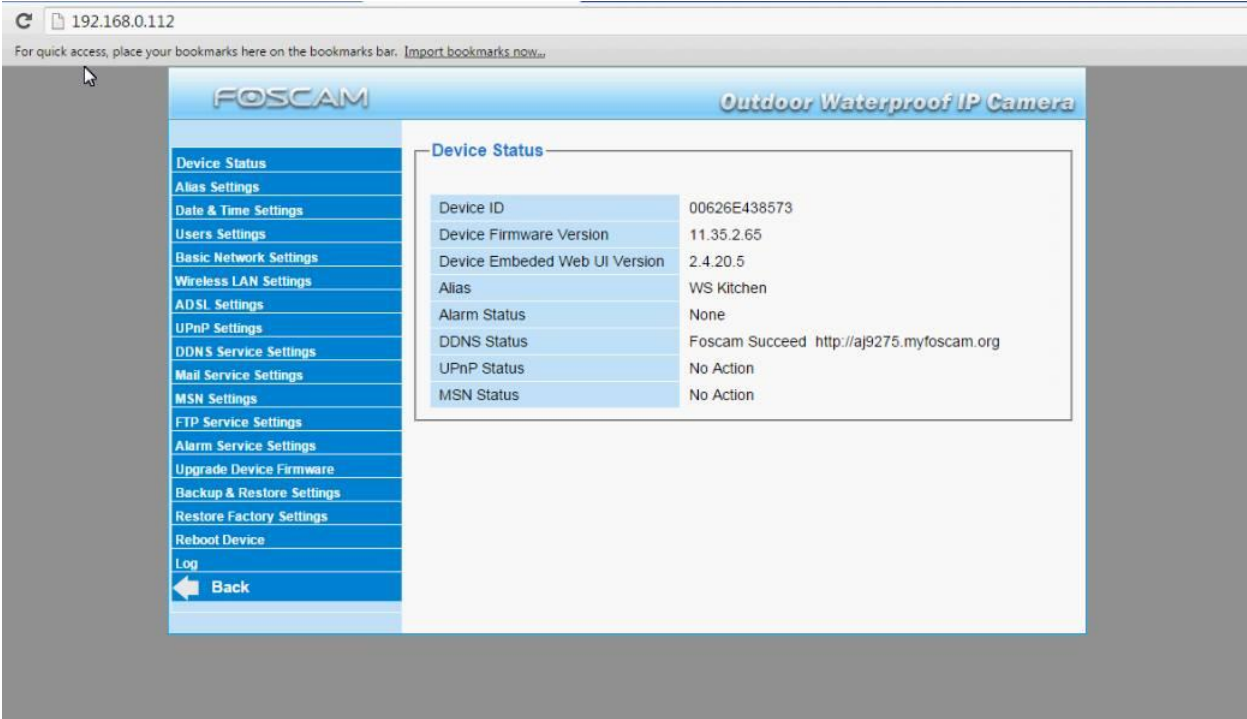 192.168.0.112
For quick access, place your bookmarks here on the bookmarks bar. Import bookmarks now...
FOSCAM
Outdoor Waterproof IP Camera
Device Status
Alias Settings
Date & Time Settings
Users Settings
Basic Network Settings
Wireless LAN Settings
ADSL Settings
UPnP Settings
DDNS Service Settings
Mail Service Settings
MSN Settings
FTP Service Settings
Alarm Service Settings
Upgrade Device Firmware
Backup & Restore Settings
Restore Factory Settings
Reboot Device
Log
Back
Device Status
Device ID 00626E438573
Device Firmware Version 11.35.2.65
Device Embeded Web UI Version 2.4.20.5
Alias WS Kitchen
Alarm Status None
DDNS Status Foscam Succeed http://aj9275.myfoscam.org
UPnP Status No Action
MSN Status No Action